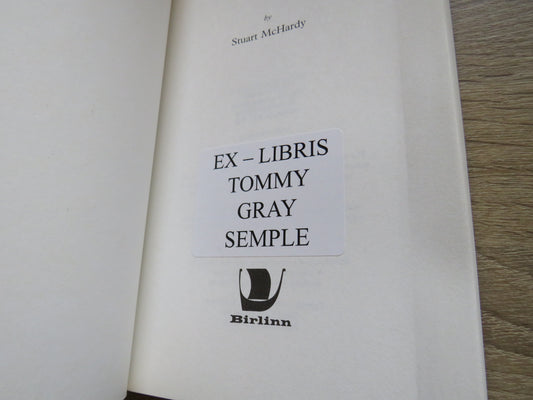 by
Stuart McHardy
EX – LIBRIS
TOMMY
GRAY
SEMPLE
Birlinn